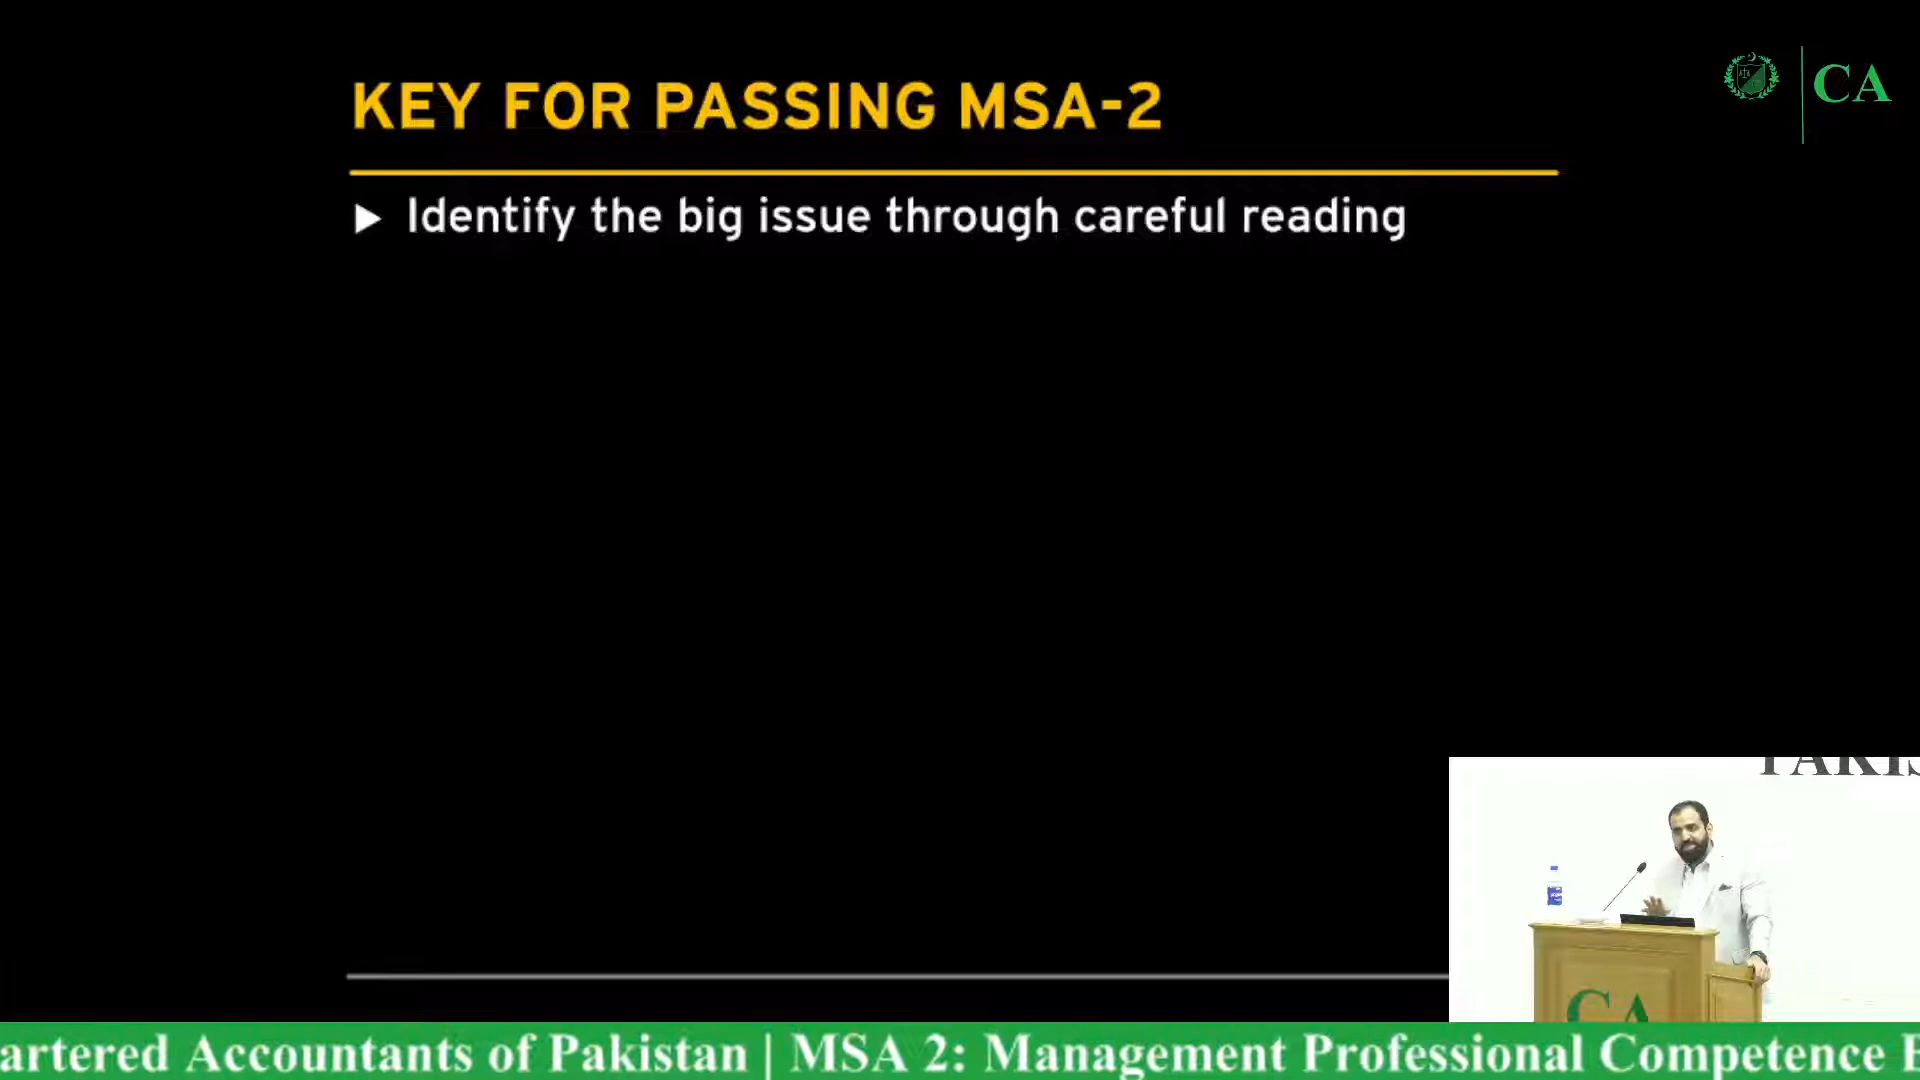 KEY FOR PASSING MSA-2
CA
▶ Identify the big issue through careful reading
CA
artered Accountants of Pakistan | MSA 2: Management Professional Competence E